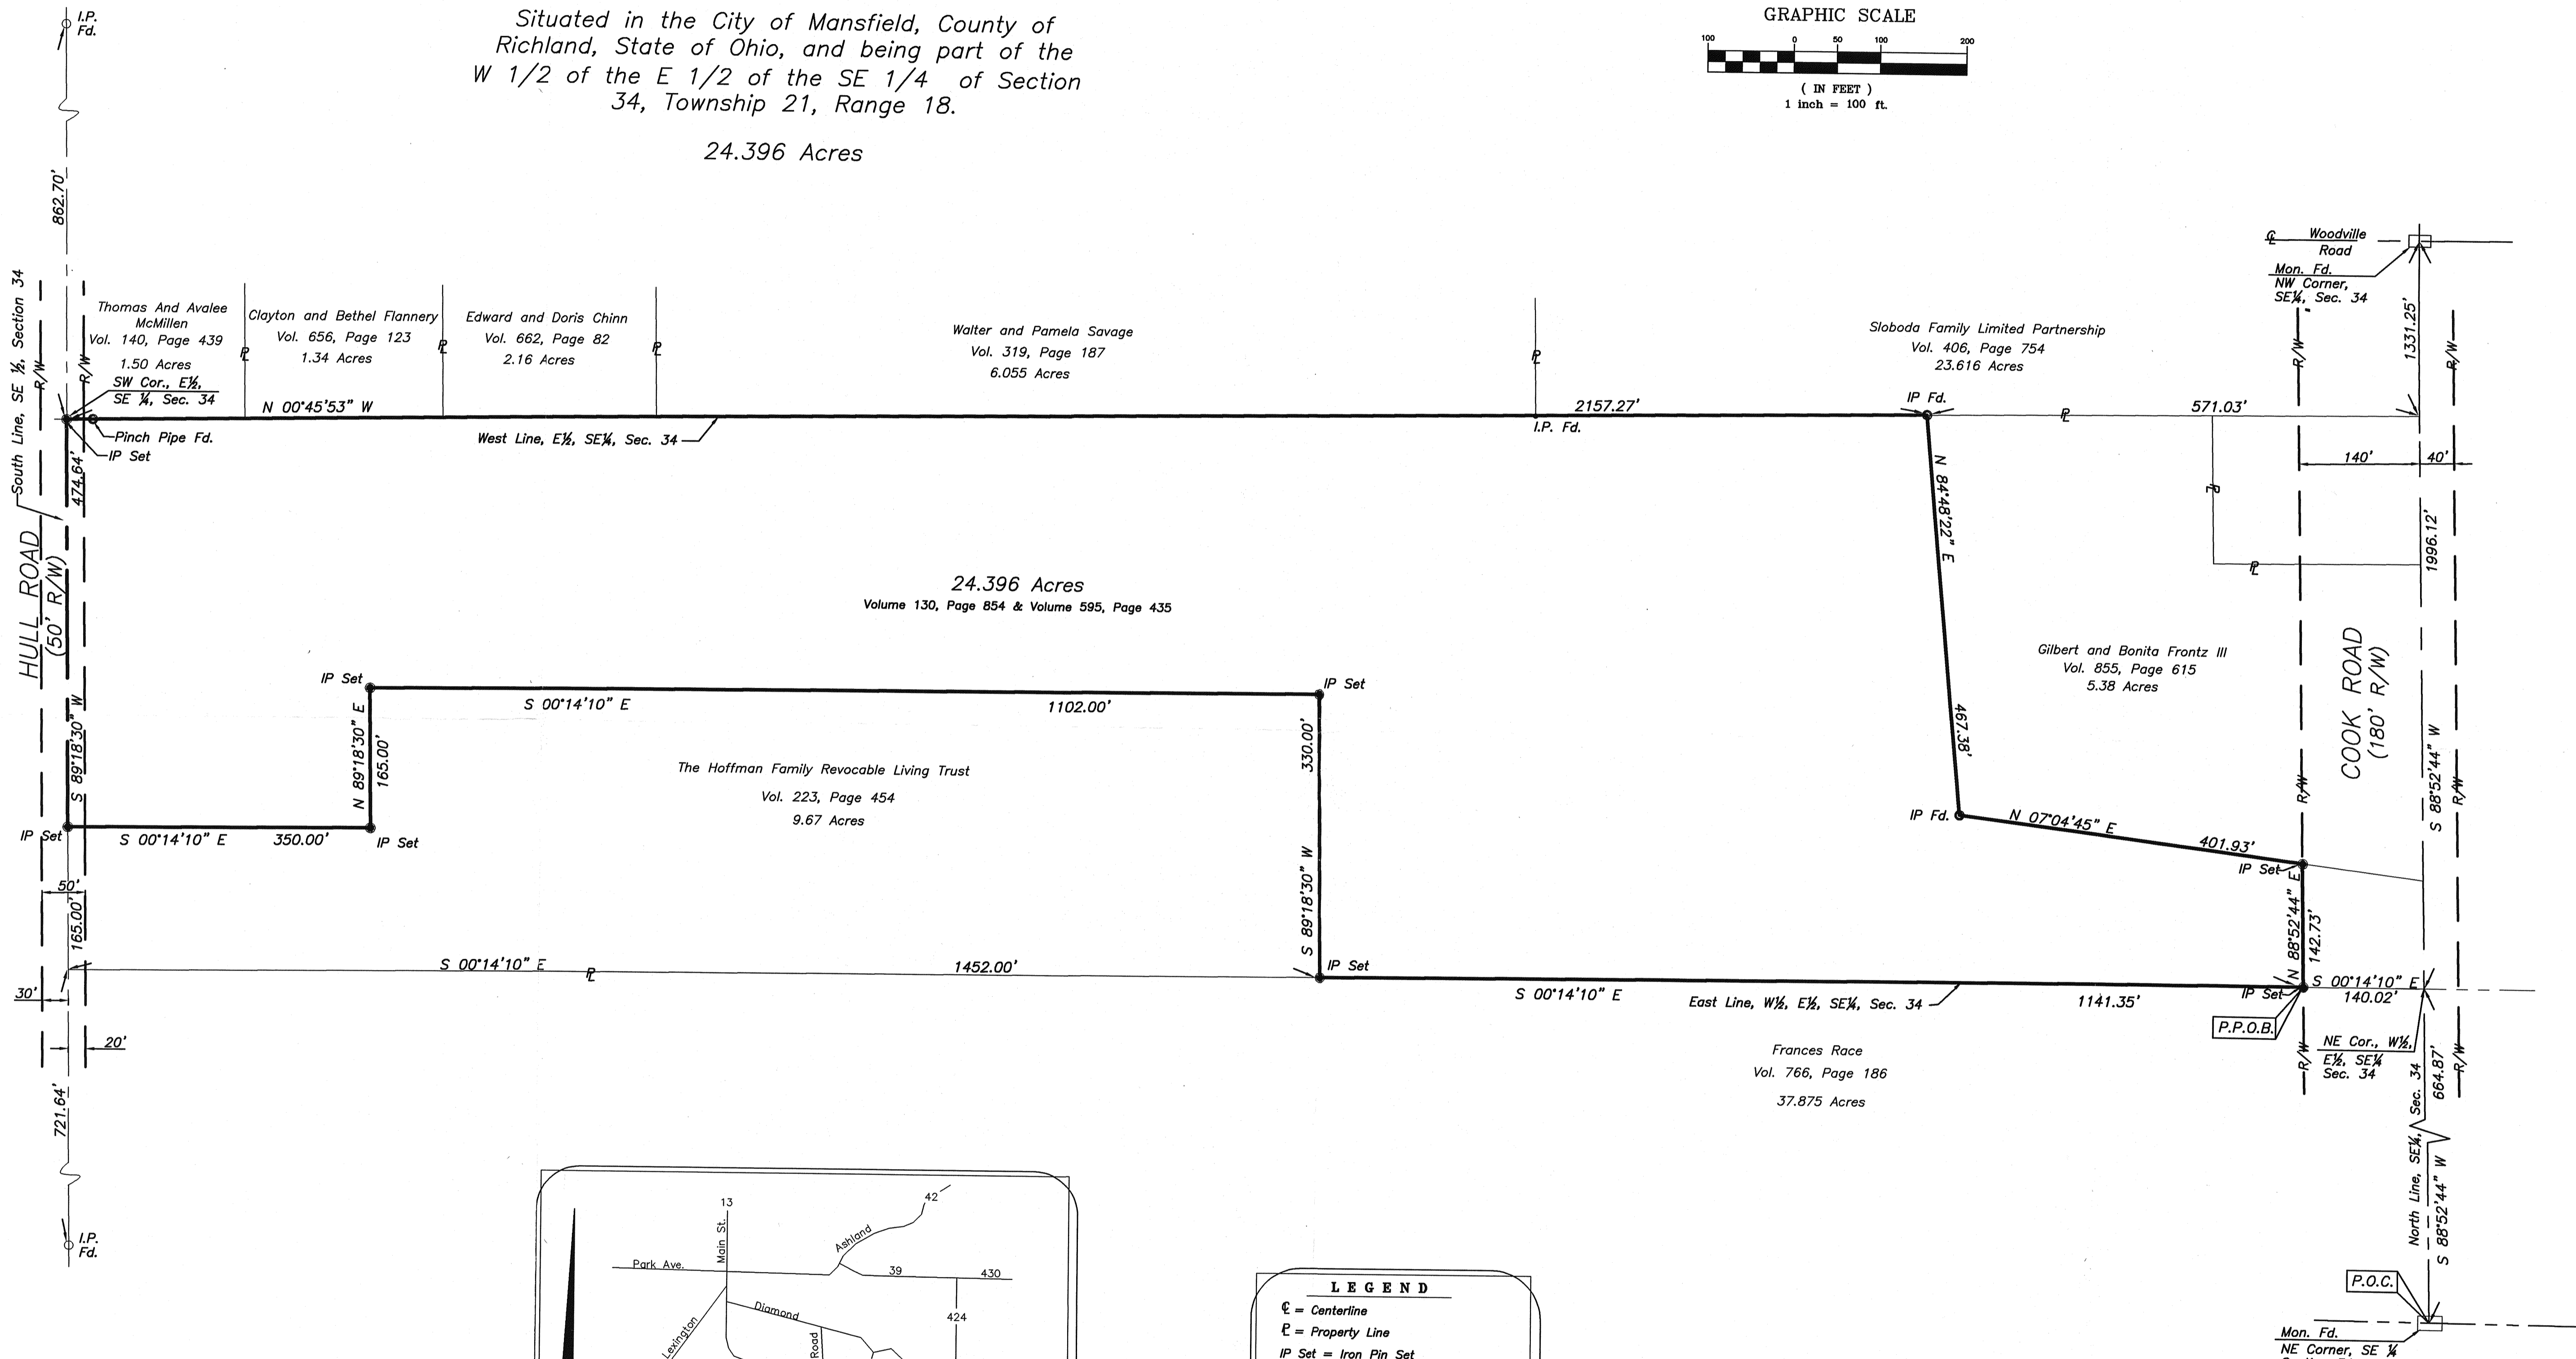 Situated in the City of Mansfield, County of
Richland, State of Ohio, and being part of the
W 1/2 of the E 1/2 of the SE 1/4 of Section
34, Township 21, Range 18.
24.396 Acres
GRAPHIC SCALE
100 0 50 100 200
( IN FEET )
1 inch = 100 ft.
I.P.
Fd.
862.70'
South Line, SE ½, Section 34
R/W
R/W
Thomas And Avalee
McMillen
Vol. 140, Page 439
1.50 Acres
SW Cor., E½,
SE ¼, Sec. 34
Clayton and Bethel Flannery
Vol. 656, Page 123
1.34 Acres
Edward and Doris Chinn
Vol. 662, Page 82
2.16 Acres
Walter and Pamela Savage
Vol. 319, Page 187
6.055 Acres
Sloboda Family Limited Partnership
Vol. 406, Page 754
23.616 Acres
℄ Woodville
Road
Mon. Fd.
NW Corner,
SE¼, Sec. 34
1331.25'
R/W
R/W
PL
PL
PL
PL
N 00°45'53" W
2157.27'
IP Fd.
PL
571.03'
Pinch Pipe Fd.
IP Set
West Line, E½, SE¼, Sec. 34
I.P. Fd.
140'
40'
474.64'
N 84°48'22" E
PL
1996.12'
PL
HULL ROAD
(50' R/W)
24.396 Acres
Volume 130, Page 854 & Volume 595, Page 435
Gilbert and Bonita Frontz III
Vol. 855, Page 615
5.38 Acres
COOK ROAD
(180' R/W)
IP Set
IP Set
S 00°14'10" E
1102.00'
S 89°18'30" W
N 89°18'30" E
165.00'
330.00'
467.38'
S 88°52'44" W
R/W
R/W
The Hoffman Family Revocable Living Trust
Vol. 223, Page 454
9.67 Acres
IP Set
S 00°14'10" E
350.00'
IP Set
IP Fd.
N 07°04'45" E
401.93'
IP Set
S 89°18'30" W
50'
165.00'
N 88°52'44" E
142.73'
S 00°14'10" E
PL
1452.00'
IP Set
S 00°14'10" E
East Line, W½, E½, SE¼, Sec. 34
1141.35'
IP Set
S 00°14'10" E
140.02'
30'
20'
P.P.O.B.
NE Cor., W½,
E½, SE¼
Sec. 34
R/W
R/W
664.87'
Frances Race
Vol. 766, Page 186
37.875 Acres
721.64'
I.P.
Fd.
North Line, SE¼, Sec. 34
S 88°52'44" W
P.O.C.
Mon. Fd.
NE Corner, SE ¼
13
42
Main St.
Ashland
Park Ave.
39
430
Diamond
424
Lexington
Road
LEGEND
℄ = Centerline
PL = Property Line
IP Set = Iron Pin Set